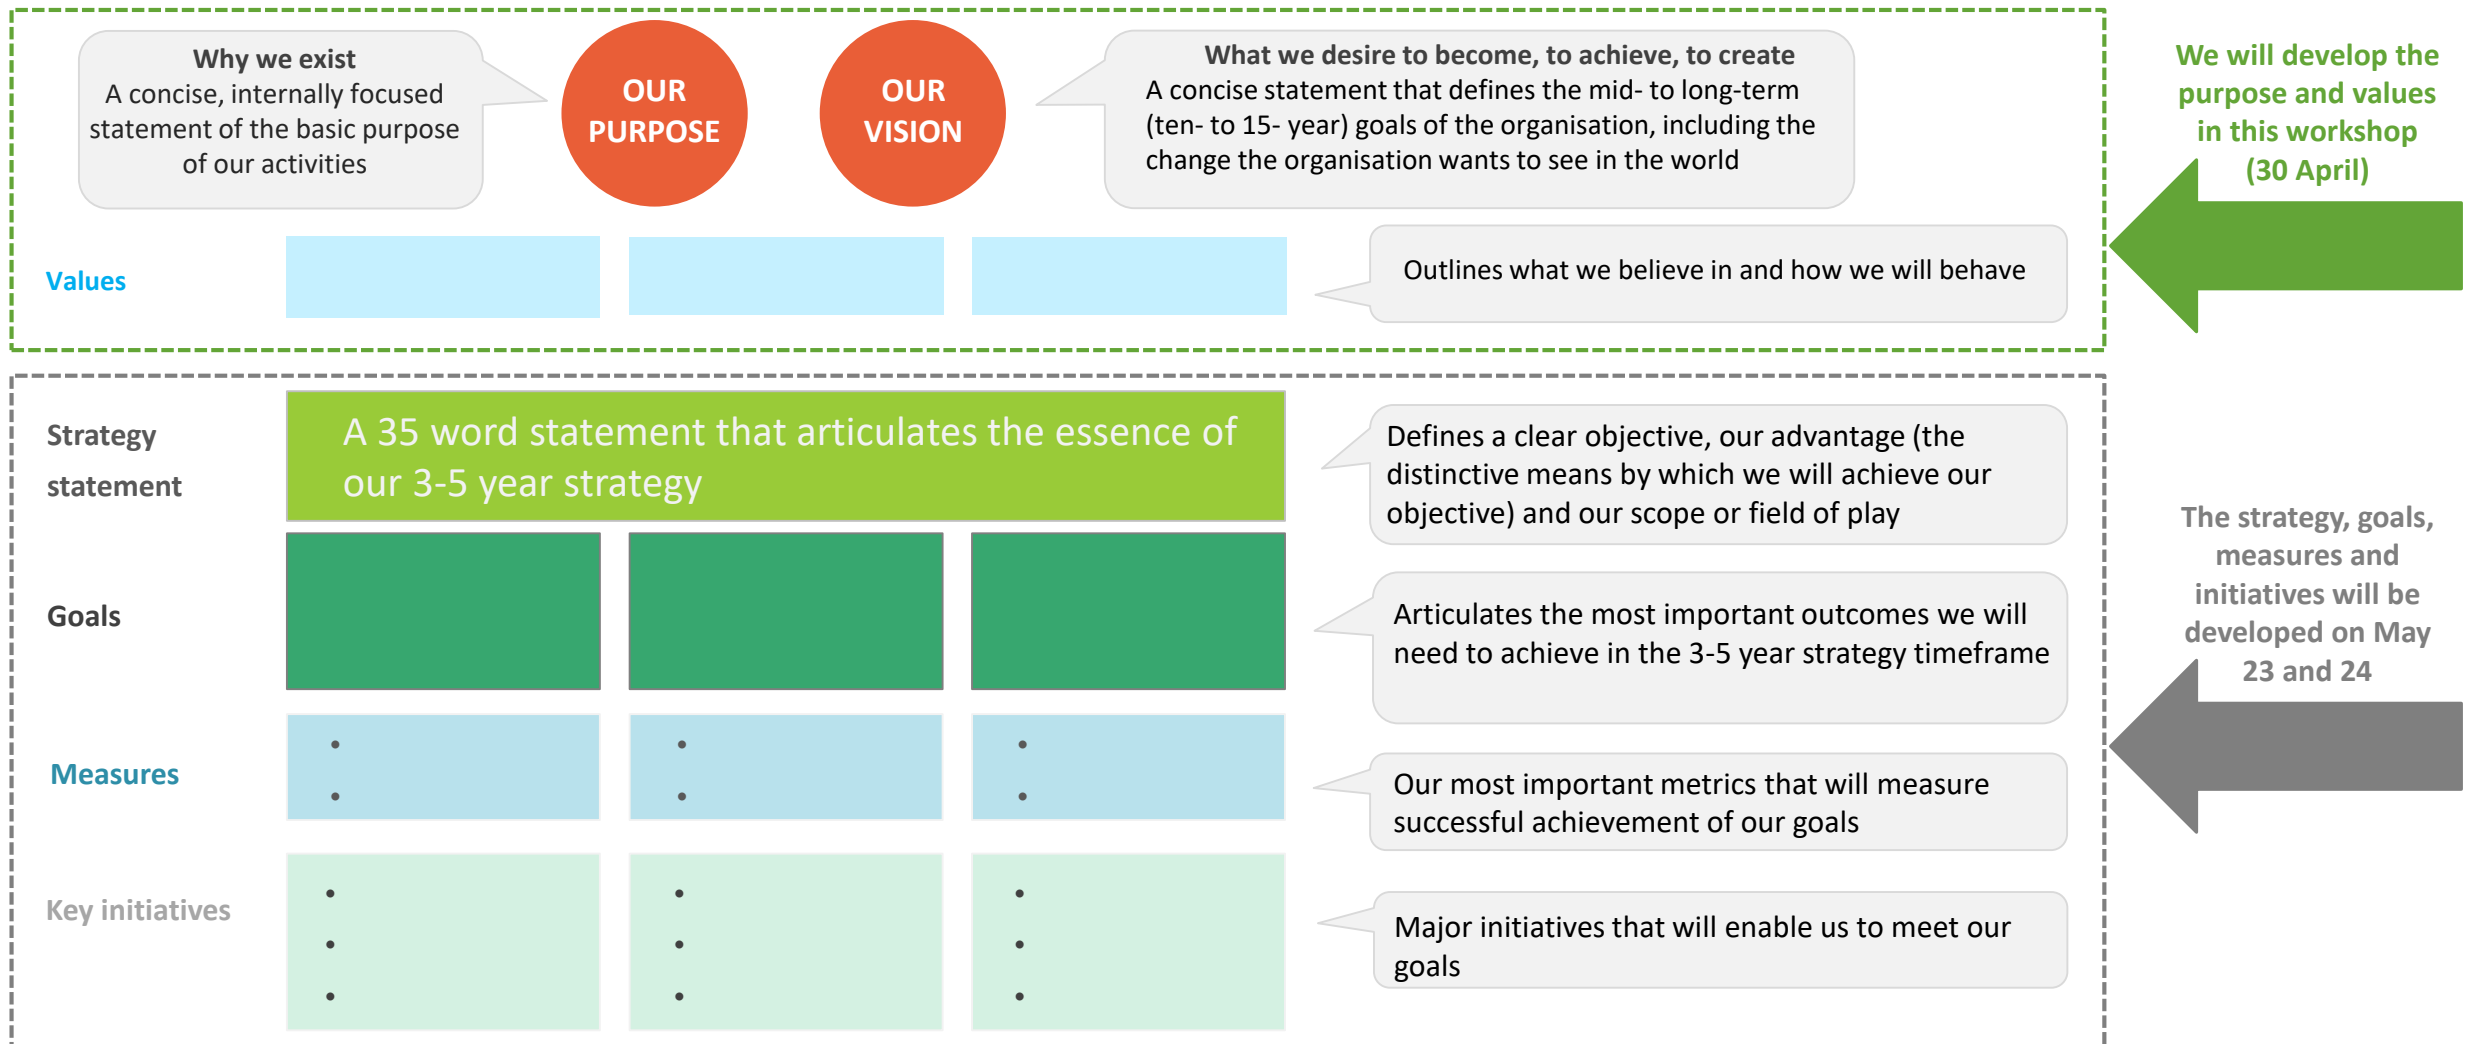 Why we exist
A concise, internally focused
statement of the basic purpose
of our activities
OUR
PURPOSE
OUR
VISION
What we desire to become, to achieve, to create
A concise statement that defines the mid- to long-term
(ten- to 15- year) goals of the organisation, including the
change the organisation wants to see in the world
We will develop the
purpose and values
in this workshop
(30 April)
Values
Outlines what we believe in and how we will behave
Strategy
statement
A 35 word statement that articulates the essence of
our 3-5 year strategy
Defines a clear objective, our advantage (the
distinctive means by which we will achieve our
objective) and our scope or field of play
The strategy, goals,
measures and
initiatives will be
developed on May
23 and 24
Goals
Articulates the most important outcomes we will
need to achieve in the 3-5 year strategy timeframe
Measures
Our most important metrics that will measure
successful achievement of our goals
Key initiatives
Major initiatives that will enable us to meet our
goals